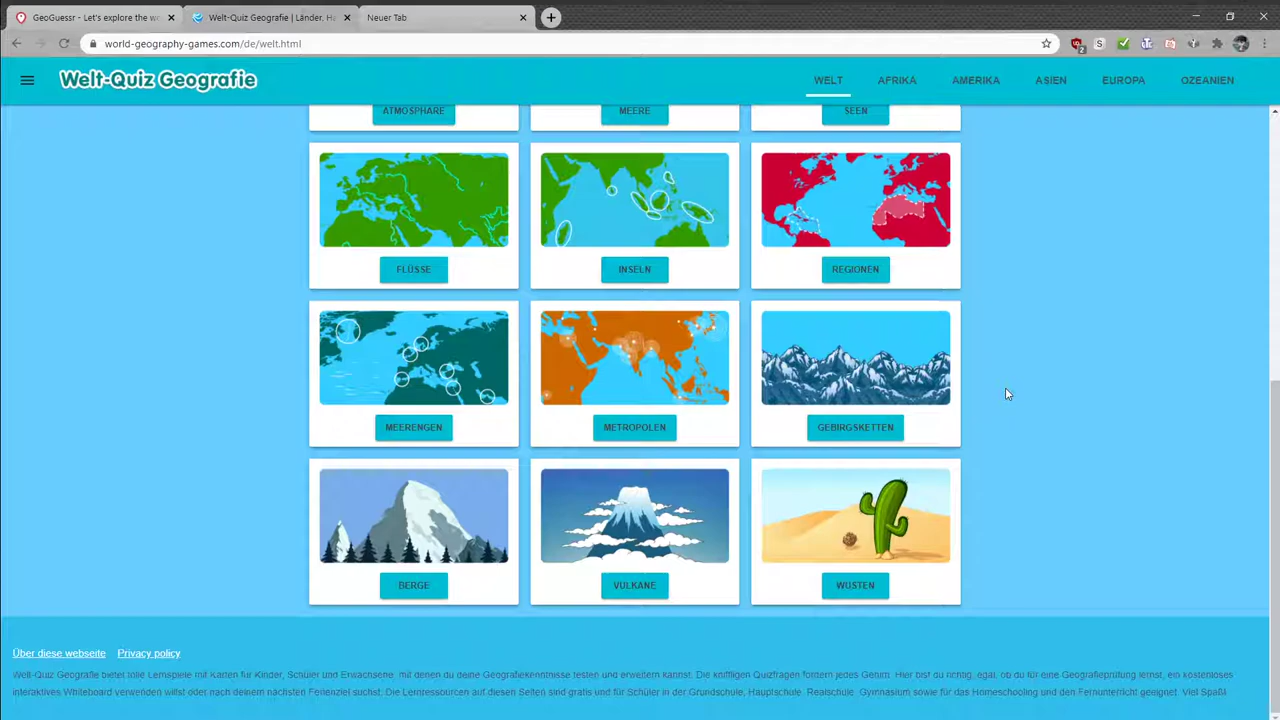 GeoGuessr - Let's explore the wo
Welt-Quiz Geografie | Länder, Ha
Neuer Tab
world-geography-games.com/de/welt.html
2
Welt-Quiz Geografie
WELT AFRIKA AMERIKA ASIEN EUROPA OZEANIEN
ATMOSPHÄRE MEERE SEEN
FLÜSSE INSELN REGIONEN
MEERENGEN METROPOLEN GEBIRGSKETTEN
BERGE VULKANE WÜSTEN
Über diese webseite Privacy policy
Welt-Quiz Geografie bietet tolle Lernspiele mit Karten für Kinder, Schüler und Erwachsene, mit denen du deine Geografiekenntnisse testen und erweitern kannst. Die kniffligen Quizfragen fordern jedes Gehirn. Hier bist du richtig, egal, ob du für eine Geografieprüfung lernst, ein kostenloses
interaktives Whiteboard verwenden willst oder nach deinem nächsten Ferienziel suchst. Die Lernressourcen auf diesen Seiten sind gratis und für Schüler in der Grundschule, Hauptschule, Realschule, Gymnasium sowie für das Homeschooling und den Fernunterricht geeignet. Viel Spaß!